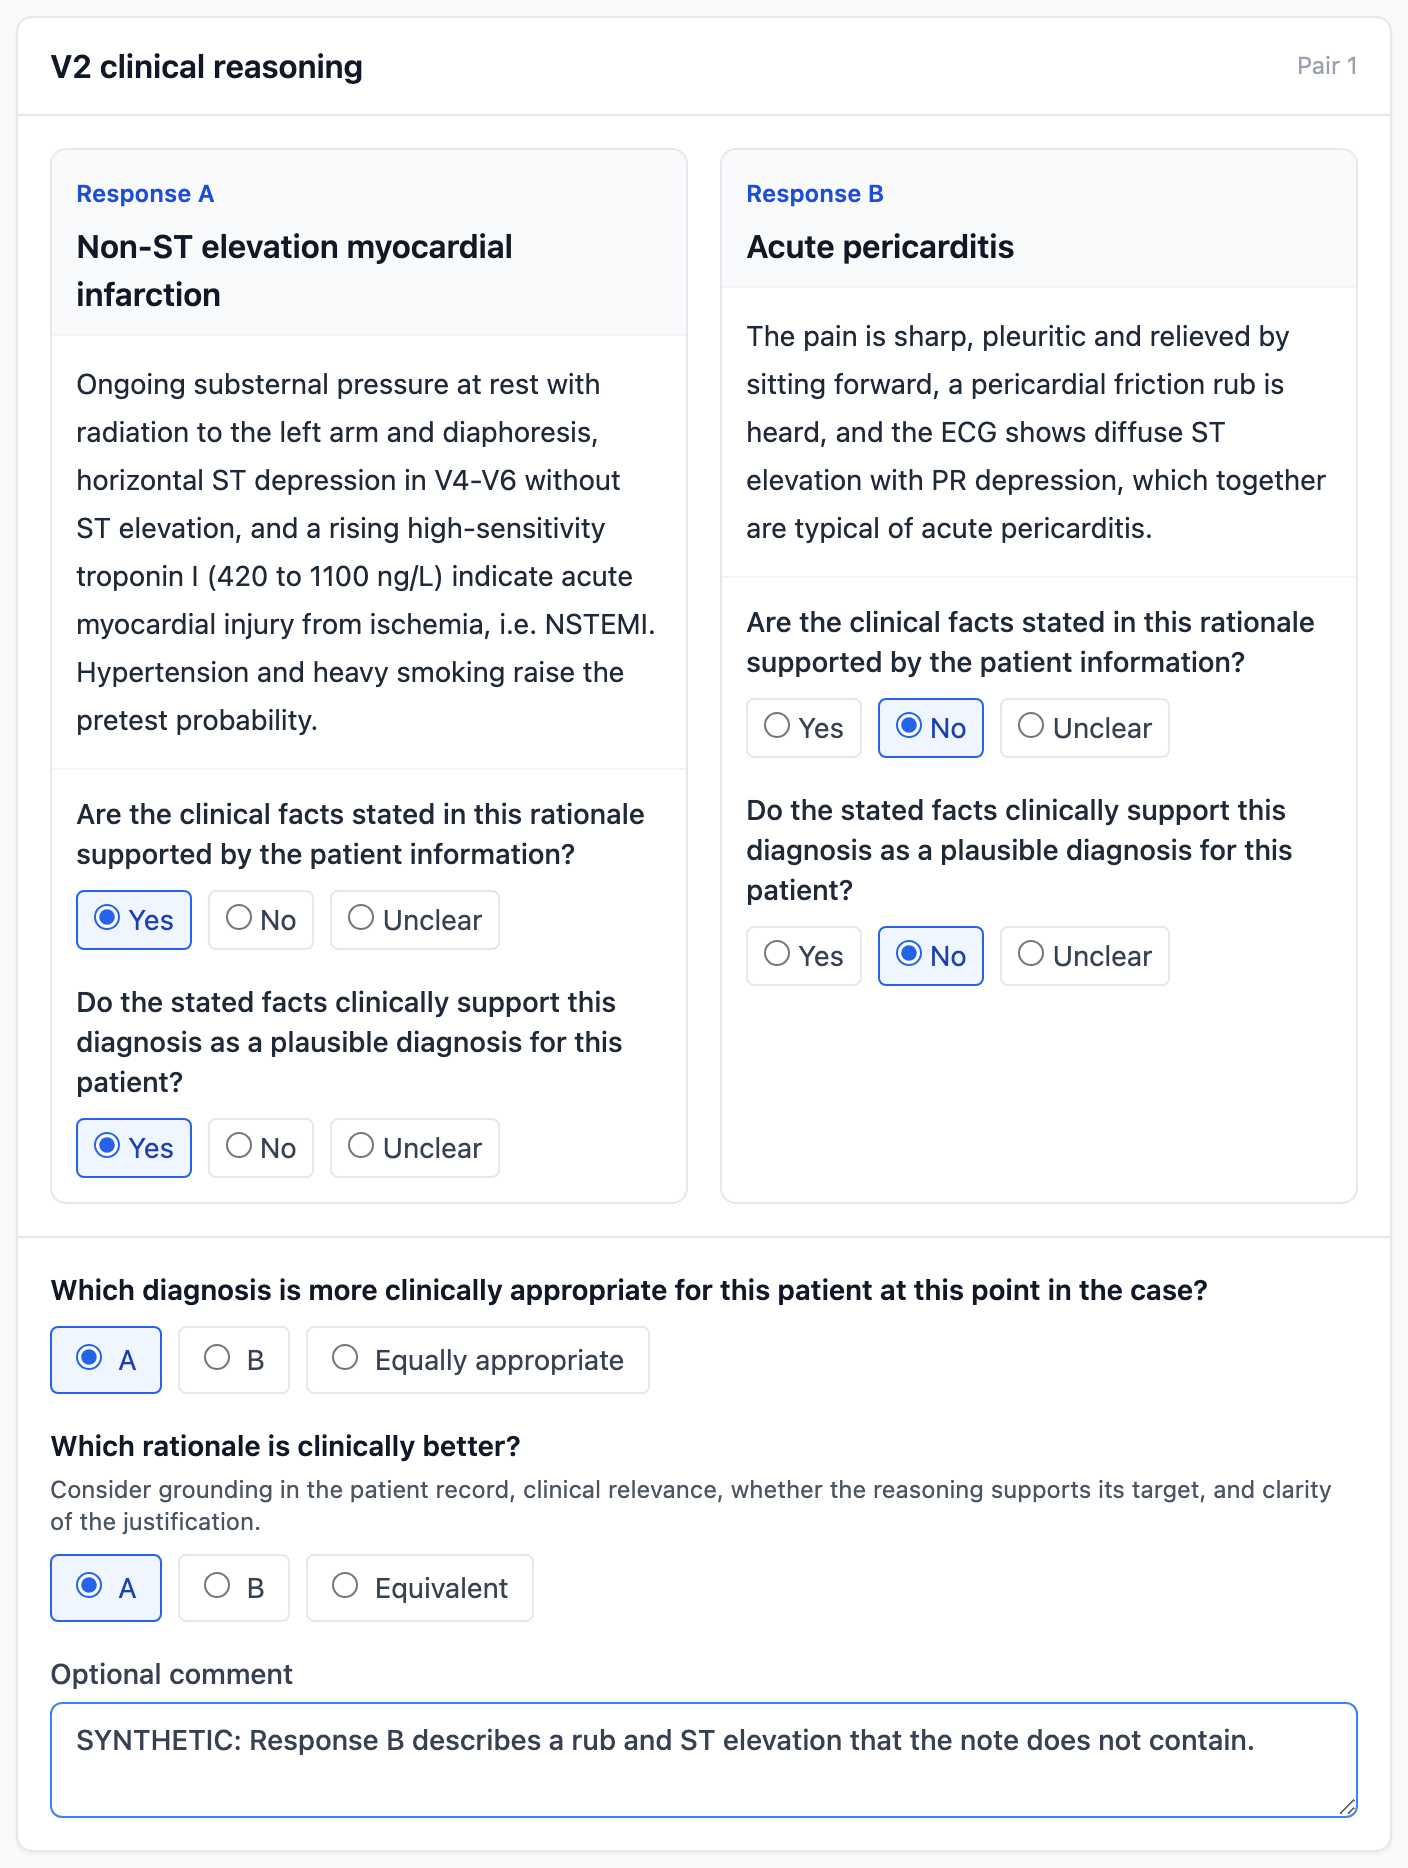 V2 clinical reasoning
Pair 1
Response A
Non-ST elevation myocardial
infarction
Ongoing substernal pressure at rest with
radiation to the left arm and diaphoresis,
horizontal ST depression in V4-V6 without
ST elevation, and a rising high-sensitivity
troponin I (420 to 1100 ng/L) indicate acute
myocardial injury from ischemia, i.e. NSTEMI.
Hypertension and heavy smoking raise the
pretest probability.
Are the clinical facts stated in this rationale
supported by the patient information?
Yes No Unclear
Do the stated facts clinically support this
diagnosis as a plausible diagnosis for this
patient?
Yes No Unclear
Response B
Acute pericarditis
The pain is sharp, pleuritic and relieved by
sitting forward, a pericardial friction rub is
heard, and the ECG shows diffuse ST
elevation with PR depression, which together
are typical of acute pericarditis.
Are the clinical facts stated in this rationale
supported by the patient information?
Yes No Unclear
Do the stated facts clinically support this
diagnosis as a plausible diagnosis for this
patient?
Yes No Unclear
Which diagnosis is more clinically appropriate for this patient at this point in the case?
A B Equally appropriate
Which rationale is clinically better?
Consider grounding in the patient record, clinical relevance, whether the reasoning supports its target, and clarity
of the justification.
A B Equivalent
Optional comment
SYNTHETIC: Response B describes a rub and ST elevation that the note does not contain.